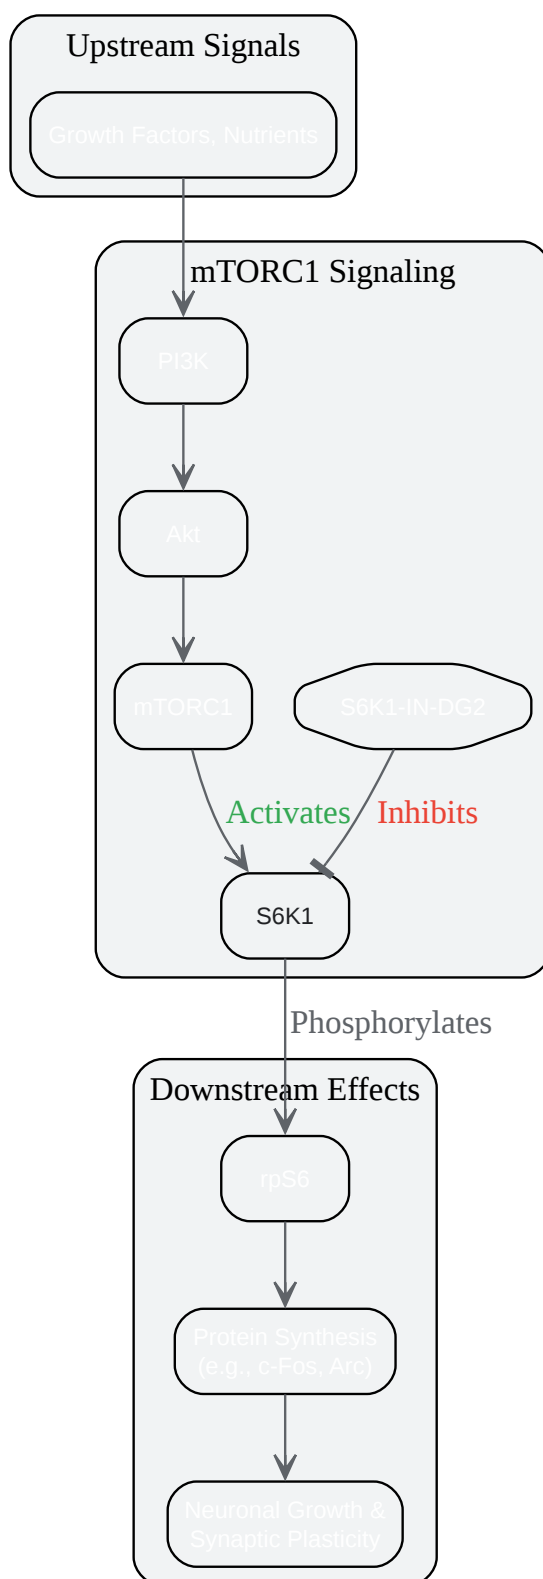 Upstream Signals
Growth Factors, Nutrients
mTORC1 Signaling
PI3K
Akt
mTORC1
S6K1-IN-DG2
Activates
Inhibits
S6K1
Phosphorylates
Downstream Effects
rpS6
Protein Synthesis
(e.g., c-Fos, Arc)
Neuronal Growth &
Synaptic Plasticity